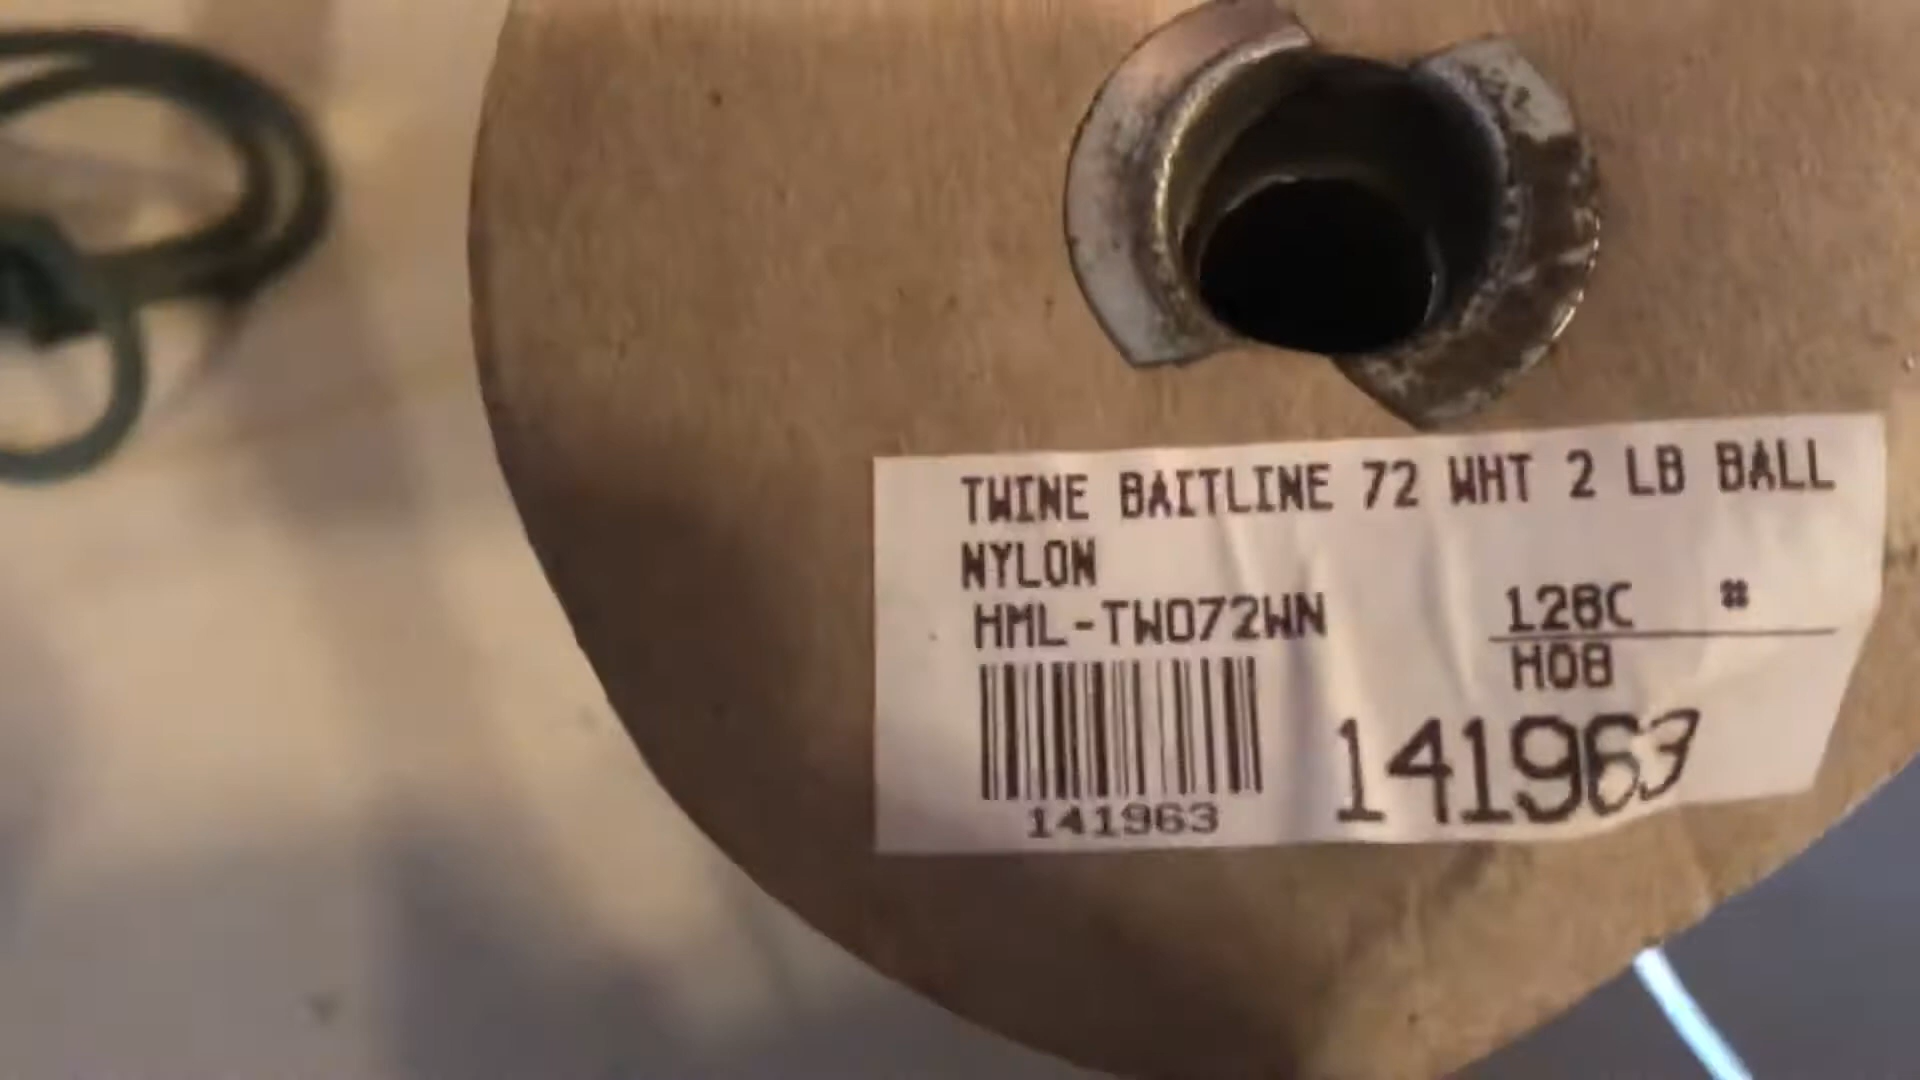 TWINE BAITLINE 72 WHT 2 LB BALL
NYLON
HML-TW072WN
128C #
H08
141963
141963